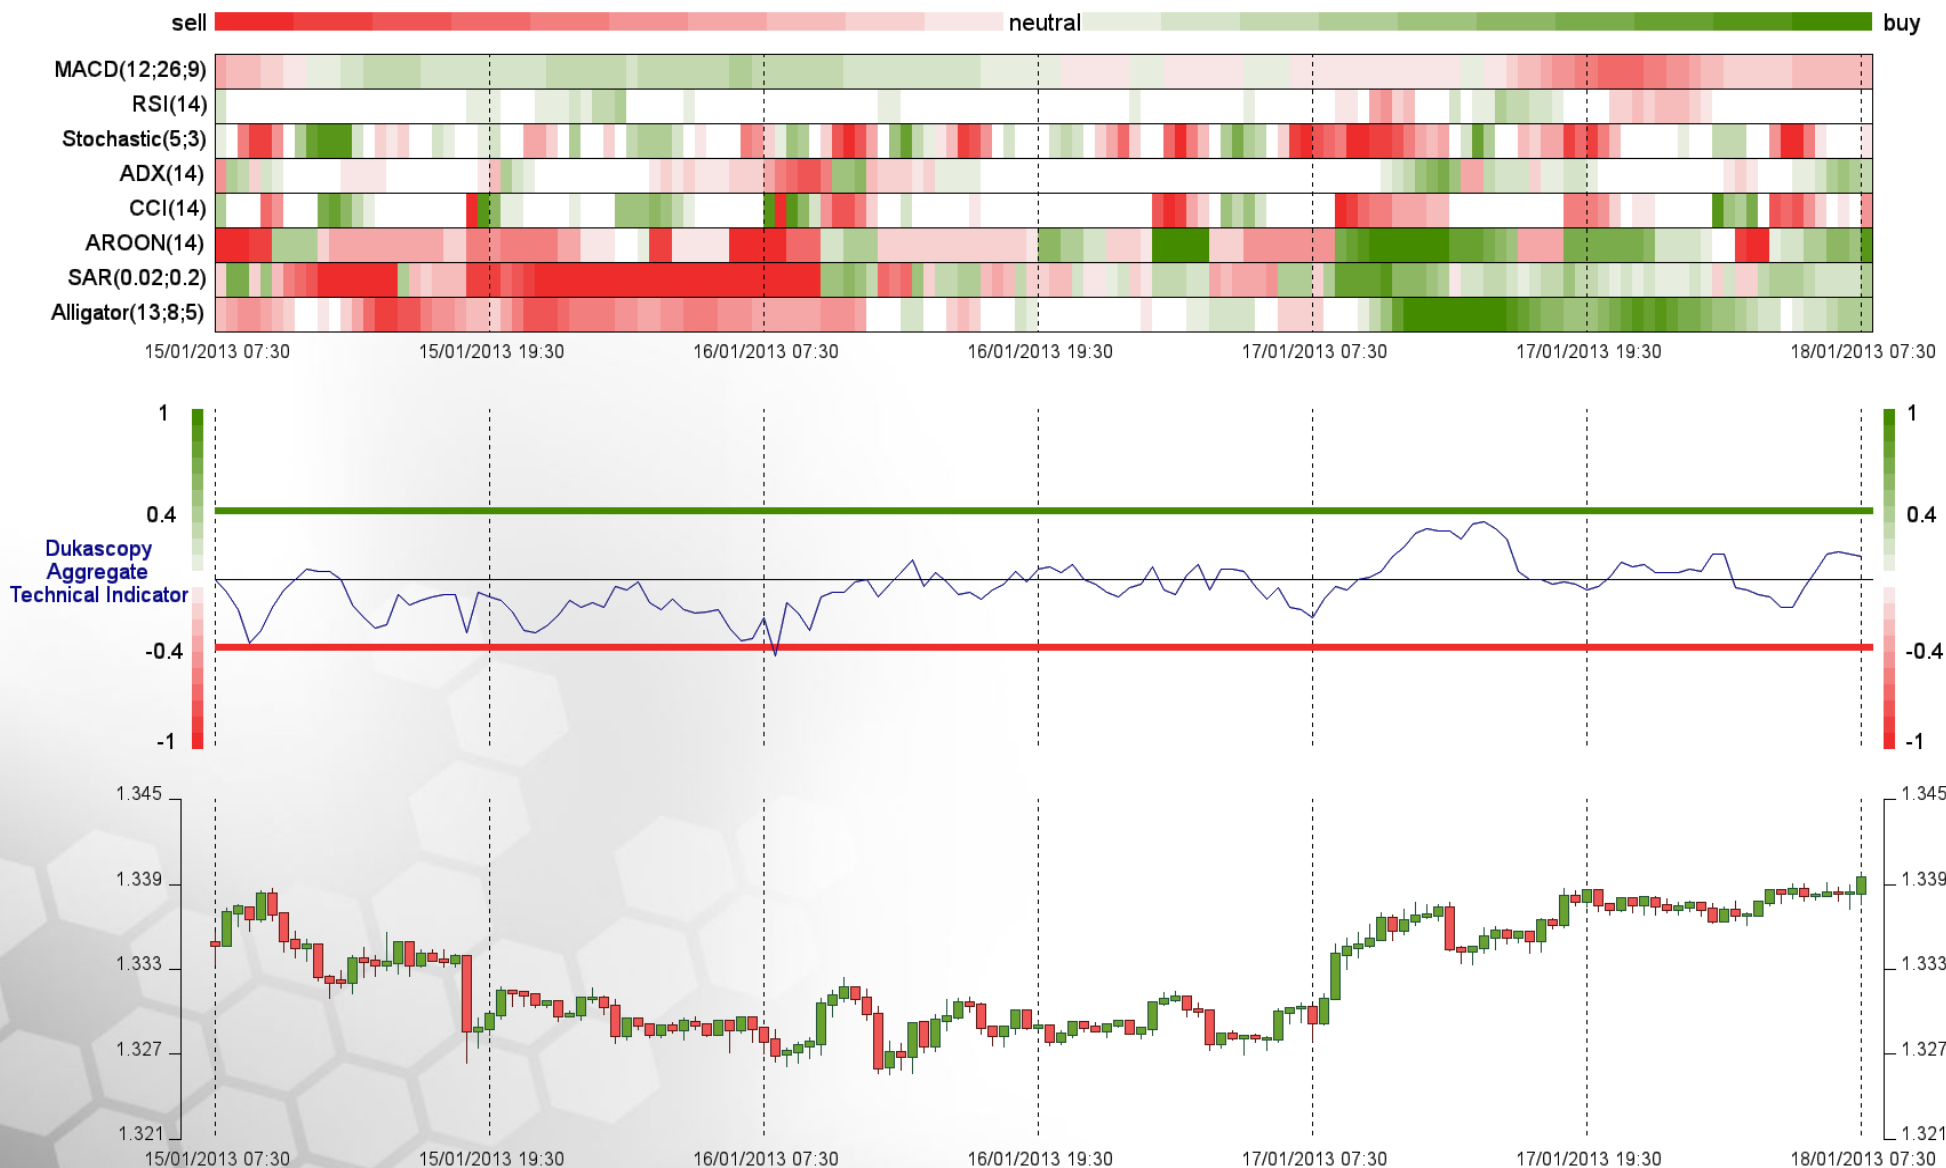 sell neutral buy
MACD(12;26;9)
RSI(14)
Stochastic(5;3)
ADX(14)
CCI(14)
AROON(14)
SAR(0.02;0.2)
Alligator(13;8;5)
15/01/2013 07:30 15/01/2013 19:30 16/01/2013 07:30 16/01/2013 19:30 17/01/2013 07:30 17/01/2013 19:30 18/01/2013 07:30
1 1
0.4 0.4
Dukascopy
Aggregate
Technical Indicator
-0.4 -0.4
-1 -1
1.345 1.345
1.339 1.339
1.333 1.333
1.327 1.327
1.321 1.321
15/01/2013 07:30 15/01/2013 19:30 16/01/2013 07:30 16/01/2013 19:30 17/01/2013 07:30 17/01/2013 19:30 18/01/2013 07:30